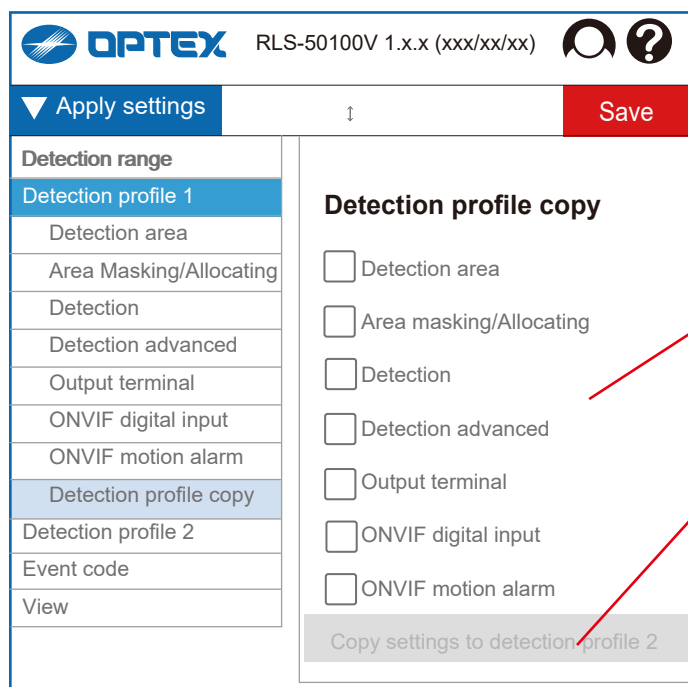 OPTEX RLS-50100V 1.x.x (xxx/xx/xx) ?
Apply settings
Save
Detection range
Detection profile 1
Detection area
Area Masking/Allocating
Detection
Detection advanced
Output terminal
ONVIF digital input
ONVIF motion alarm
Detection profile copy
Detection profile 2
Event code
View
Detection profile copy
Detection area
Area masking/Allocating
Detection
Detection advanced
Output terminal
ONVIF digital input
ONVIF motion alarm
Copy settings to detection profile 2